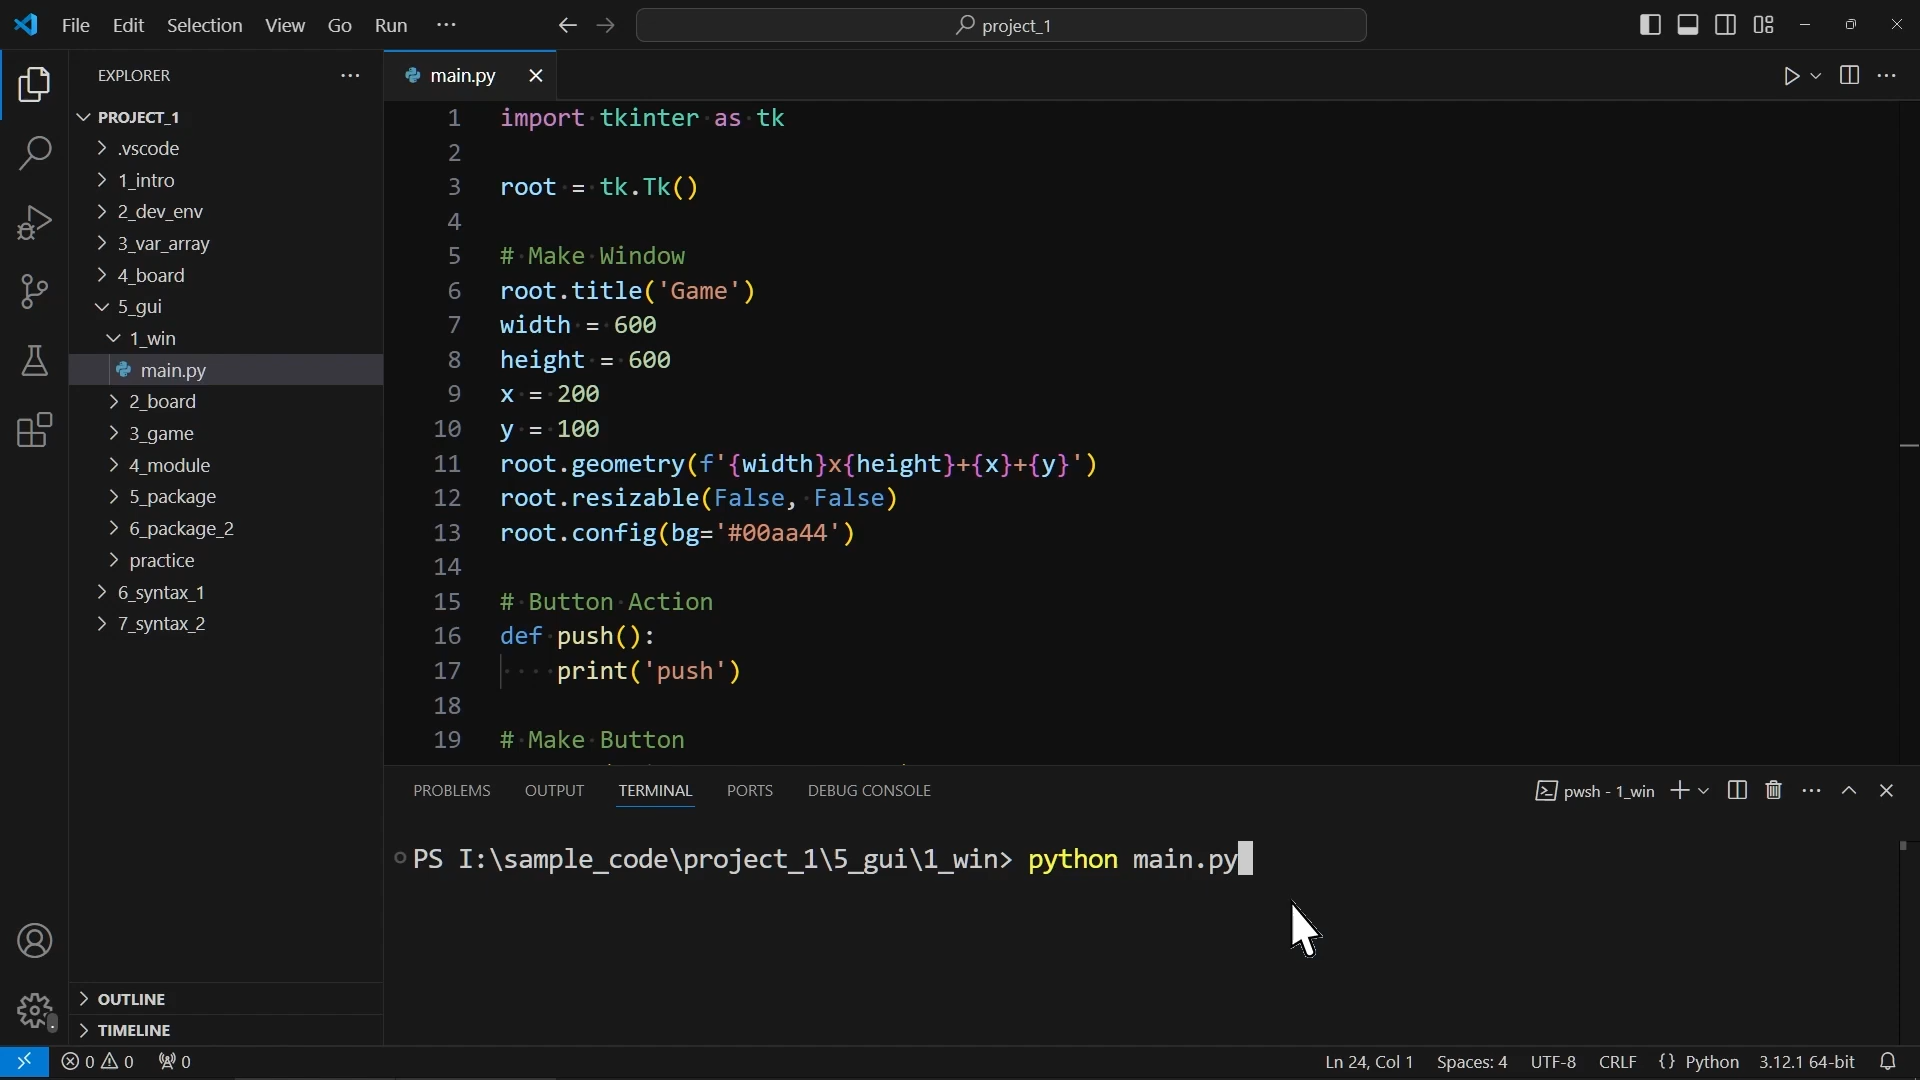 File Edit Selection View Go Run ···
project_1
EXPLORER ···
main.py
PROJECT_1
.vscode
1_intro
2_dev_env
3_var_array
4_board
5_gui
1_win
main.py
2_board
3_game
4_module
5_package
6_package_2
practice
6_syntax_1
7_syntax_2
OUTLINE
TIMELINE
1 import tkinter as tk
2
3 root = tk.Tk()
4
5 # Make Window
6 root.title('Game')
7 width = 600
8 height = 600
9 x = 200
10 y = 100
11 root.geometry(f'{width}x{height}+{x}+{y}')
12 root.resizable(False, False)
13 root.config(bg='#00aa44')
14
15 # Button Action
16 def push():
17     print('push')
18
19 # Make Button
PROBLEMS OUTPUT TERMINAL PORTS DEBUG CONSOLE
pwsh - 1_win
PS I:\sample_code\project_1\5_gui\1_win> python main.py
0 0 0
Ln 24, Col 1 Spaces: 4 UTF-8 CRLF {} Python 3.12.1 64-bit